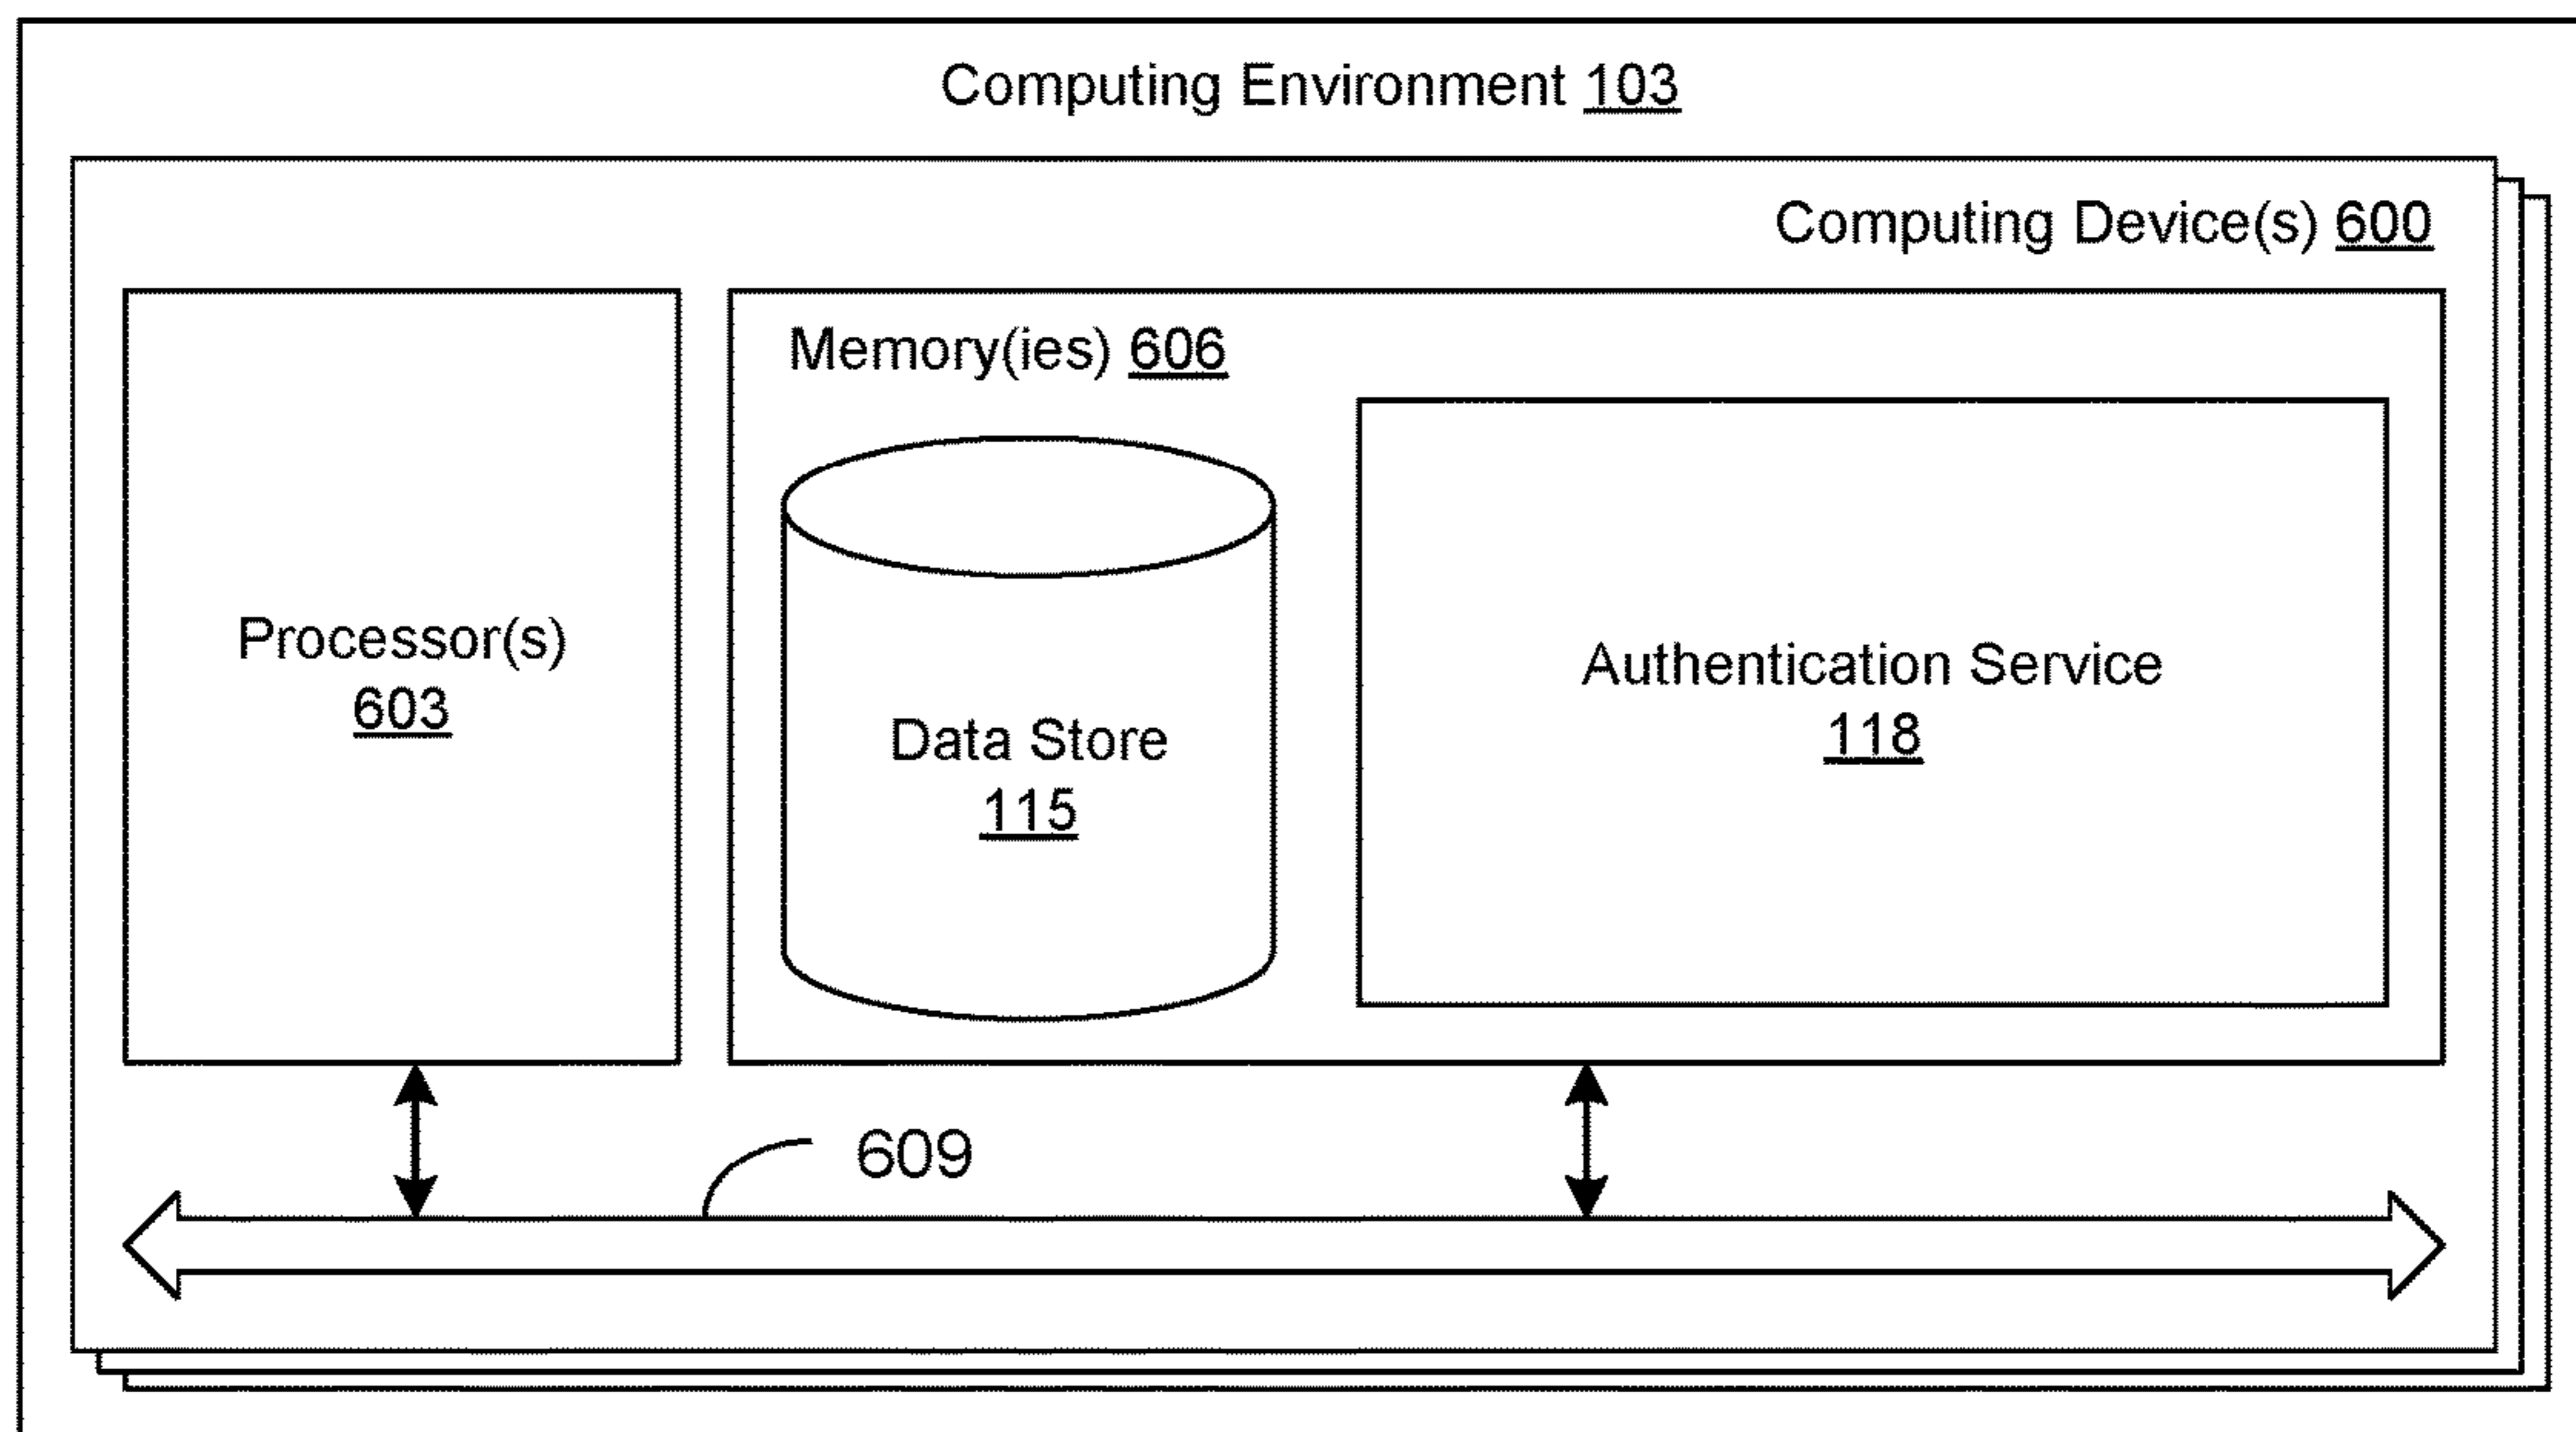 Computing Environment 103
Computing Device(s) 600
Memory(ies) 606
Processor(s)
603
Data Store
115
Authentication Service
118
609